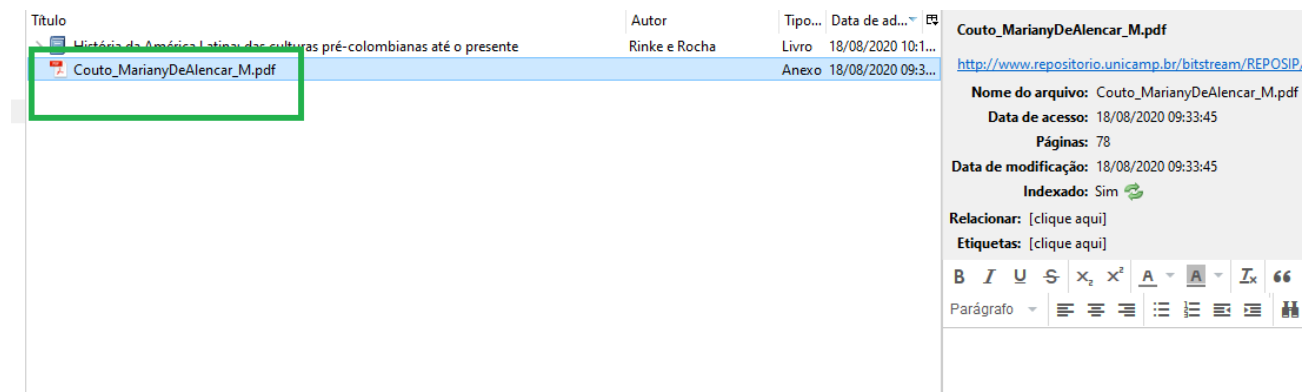 Título Autor Tipo... Data de ad...
História da América Latina: das culturas pré-colombianas até o presente Rinke e Rocha Livro 18/08/2020 10:1...
Couto_MarianyDeAlencar_M.pdf Anexo 18/08/2020 09:3...
Couto_MarianyDeAlencar_M.pdf
http://www.repositorio.unicamp.br/bitstream/REPOSIP/
Nome do arquivo: Couto_MarianyDeAlencar_M.pdf
Data de acesso: 18/08/2020 09:33:45
Páginas: 78
Data de modificação: 18/08/2020 09:33:45
Indexado: Sim
Relacionar: [clique aqui]
Etiquetas: [clique aqui]
B I U S x₂ x² A A Tx
Parágrafo